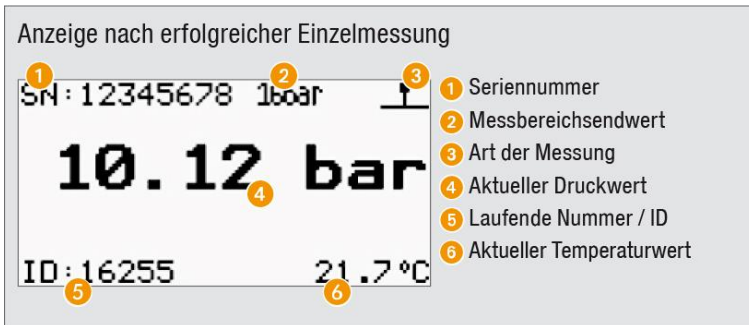 Anzeige nach erfolgreicher Einzelmessung
SN:12345678 16bar
10.12 bar
ID:16255 21.7°C
1 Seriennummer
2 Messbereichsendwert
3 Art der Messung
4 Aktueller Druckwert
5 Laufende Nummer / ID
6 Aktueller Temperaturwert